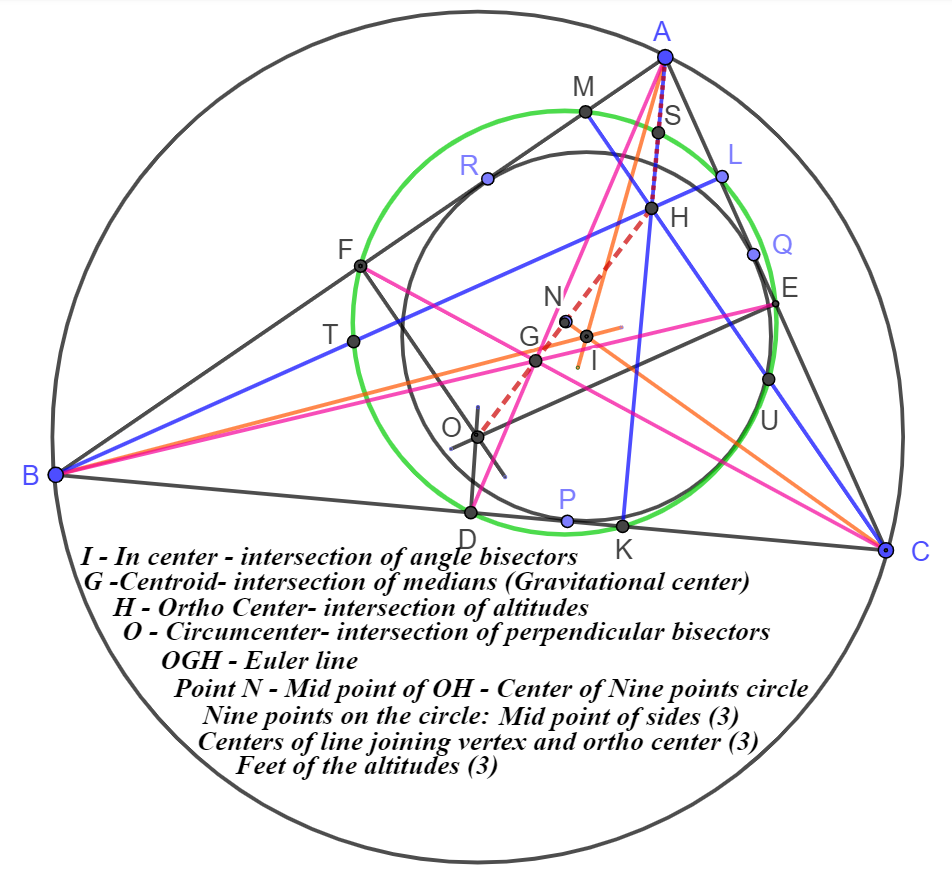 A
M
S
L
R
H
Q
F
E
N
T
G
I
U
O
B
P
D
K
C
I - In center - intersection of angle bisectors
G -Centroid- intersection of medians (Gravitational center)
H - Ortho Center- intersection of altitudes
O - Circumcenter- intersection of perpendicular bisectors
OGH - Euler line
Point N - Mid point of OH - Center of Nine points circle
Nine points on the circle: Mid point of sides (3)
Centers of line joining vertex and ortho center (3)
Feet of the altitudes (3)